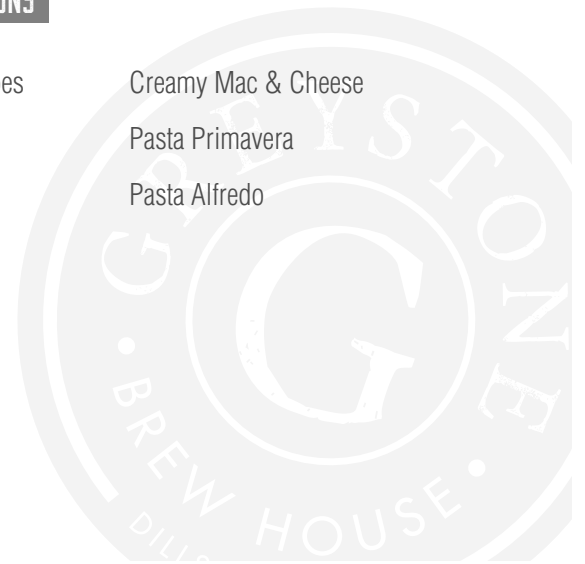 Creamy Mac & Cheese
Pasta Primavera
Pasta Alfredo
GREYSTONE
G
BREW HOUSE